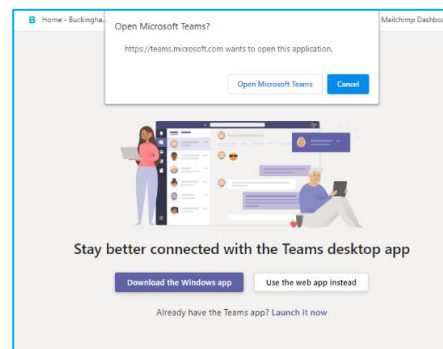 B Home - Buckingha
Mailchimp Dashboa
Open Microsoft Teams?
https://teams.microsoft.com wants to open this application.
Open Microsoft Teams Cancel
Stay better connected with the Teams desktop app
Download the Windows app Use the web app instead
Already have the Teams app? Launch it now